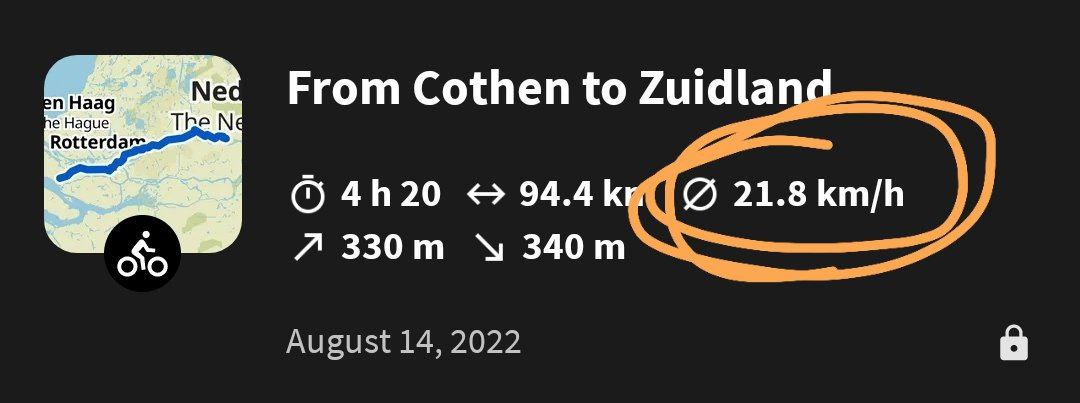 From Cothen to Zuidland
en Haag
he Hague
Rotterdam
Ned
The Ne
4 h 20 94.4 km 21.8 km/h
330 m 340 m
August 14, 2022